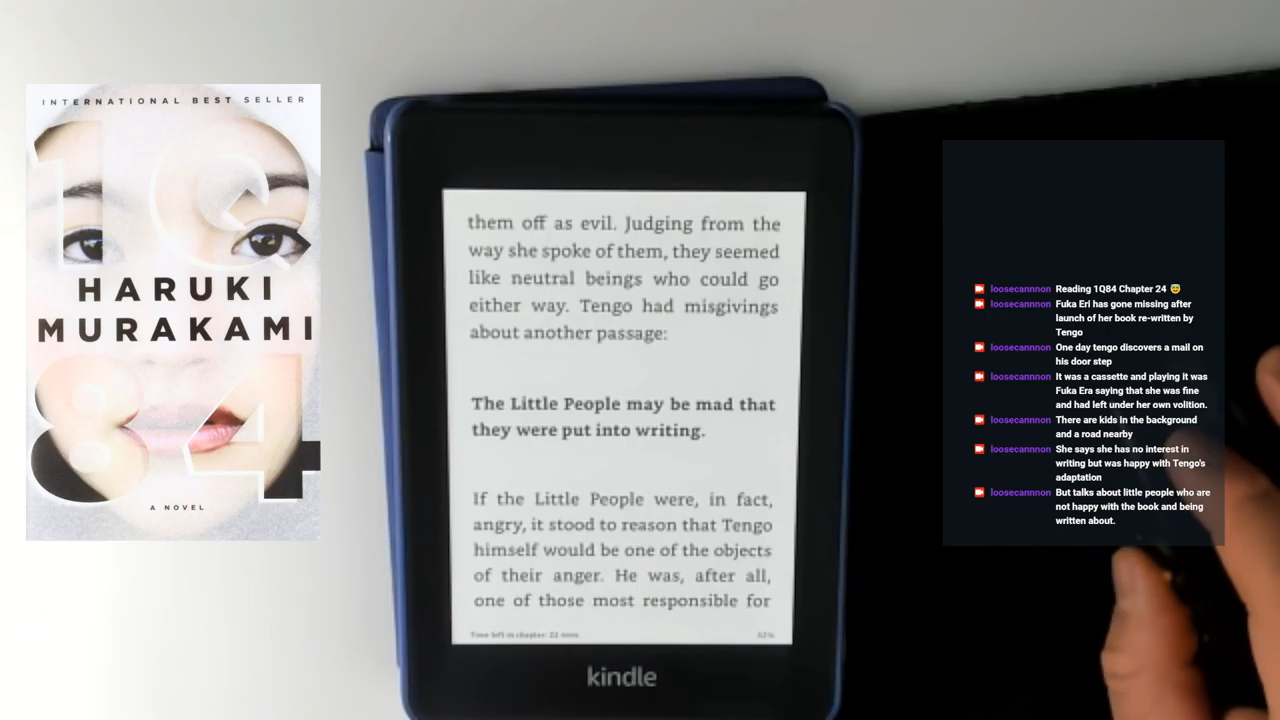 INTERNATIONAL BEST SELLER
1Q
HARUKI
MURAKAMI
84
A NOVEL
them off as evil. Judging from the
way she spoke of them, they seemed
like neutral beings who could go
either way. Tengo had misgivings
about another passage:
The Little People may be mad that
they were put into writing.
If the Little People were, in fact,
angry, it stood to reason that Tengo
himself would be one of the objects
of their anger. He was, after all,
one of those most responsible for
Time left in chapter: 22 mins
kindle
loosecannnon Reading 1Q84 Chapter 24 😎
loosecannnon Fuka Eri has gone missing after
launch of her book re-written by
Tengo
loosecannnon One day tengo discovers a mail on
his door step
loosecannnon It was a cassette and playing it was
Fuka Era saying that she was fine
and had left under her own volition.
loosecannnon There are kids in the background
and a road nearby
loosecannnon She says she has no interest in
writing but was happy with Tengo's
adaptation
loosecannnon But talks about little people who are
not happy with the book and being
written about.